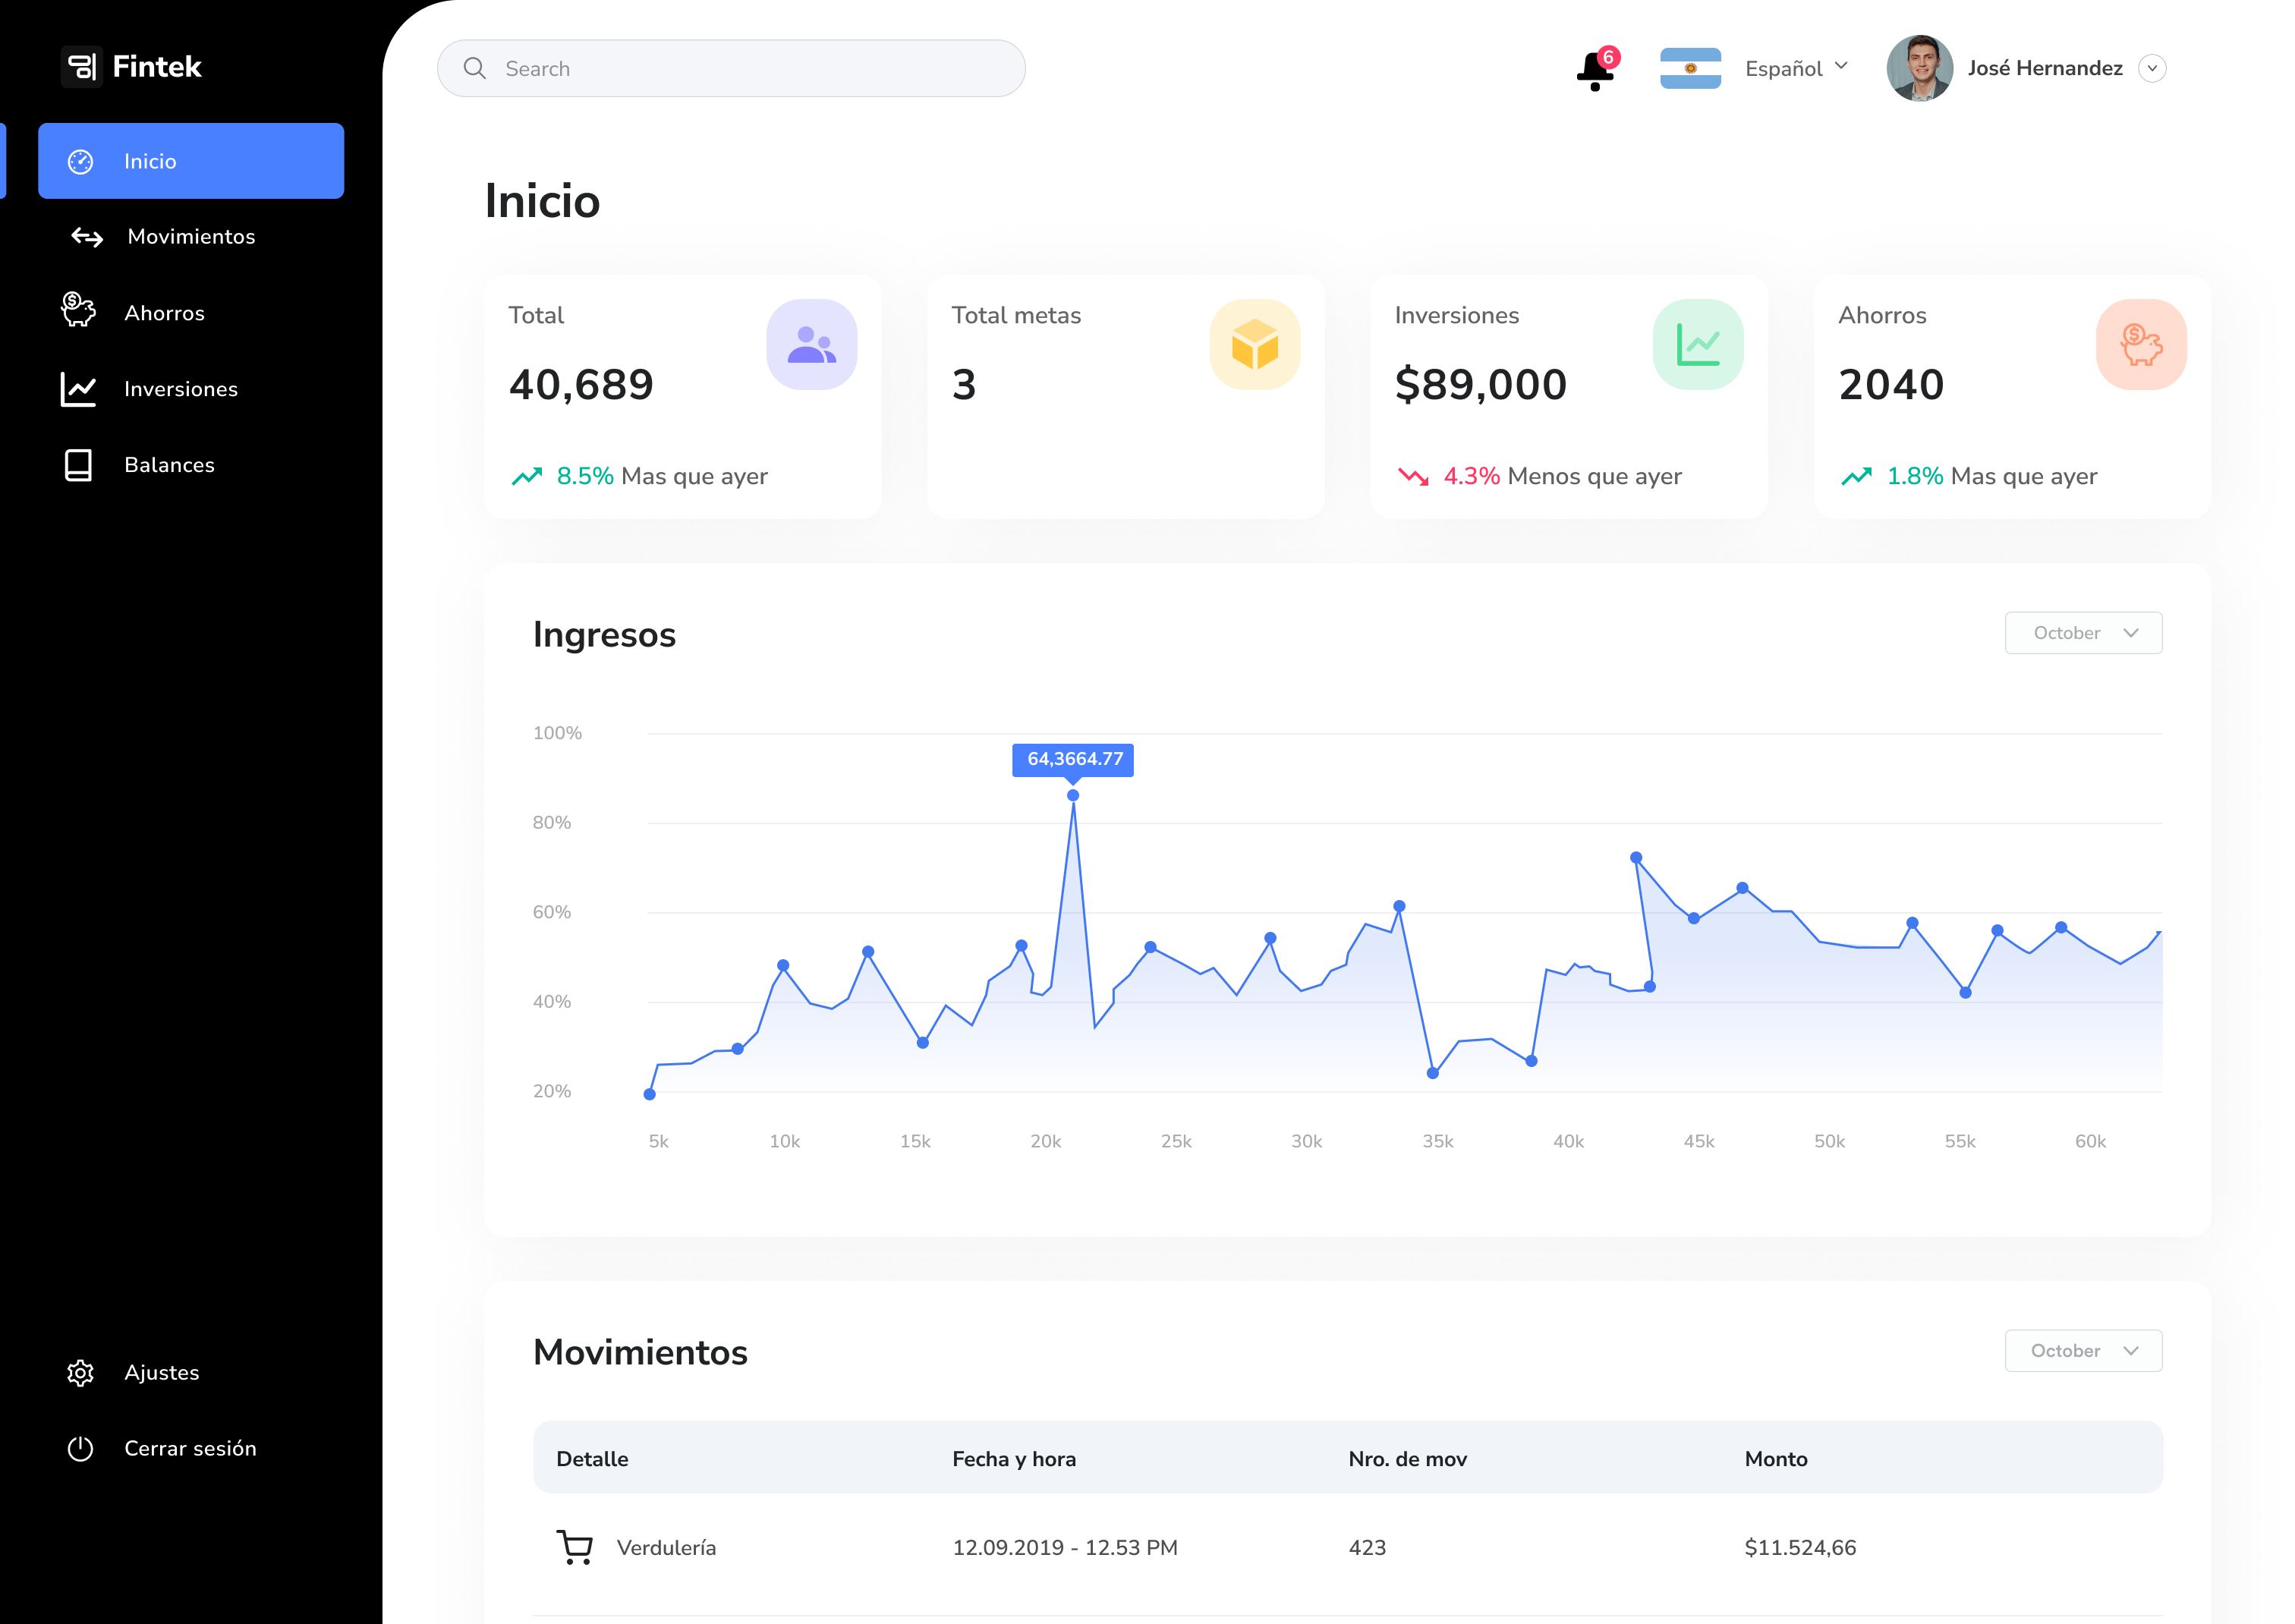 Fintek
Inicio
Movimientos
Ahorros
Inversiones
Balances
Ajustes
Cerrar sesión
Search
6
Español
José Hernandez
Inicio
Total
40,689
8.5% Mas que ayer
Total metas
3
Inversiones
$89,000
4.3% Menos que ayer
Ahorros
2040
1.8% Mas que ayer
Ingresos
October
100%
80%
60%
40%
20%
64,3664.77
5k 10k 15k 20k 25k 30k 35k 40k 45k 50k 55k 60k
Movimientos
October
Detalle Fecha y hora Nro. de mov Monto
Verdulería 12.09.2019 - 12.53 PM 423 $11.524,66